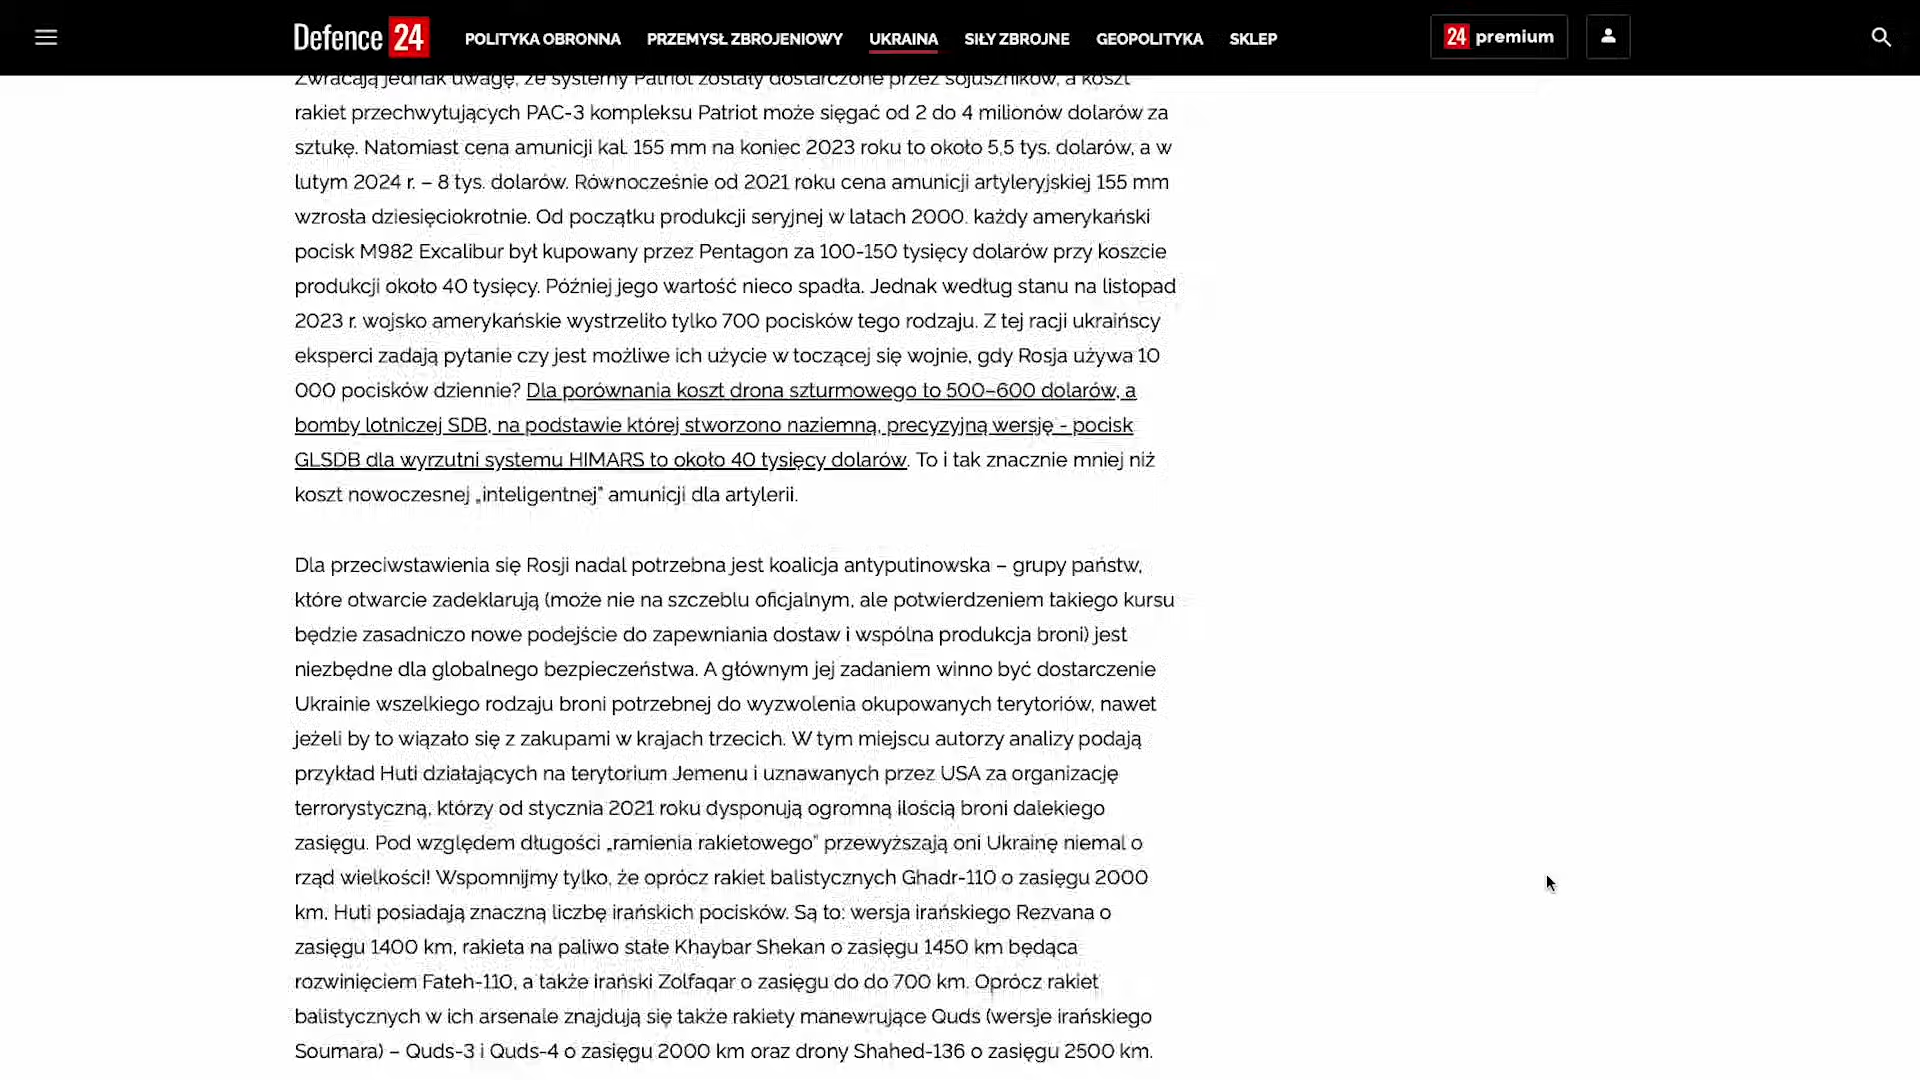 Defence 24
POLITYKA OBRONNA PRZEMYSŁ ZBROJENIOWY UKRAINA SIŁY ZBROJNE GEOPOLITYKA SKLEP
24 premium
Zwracają jednak uwagę, że systemy Patriot zostały dostarczone przez sojuszników, a koszt
rakiet przechwytujących PAC-3 kompleksu Patriot może sięgać od 2 do 4 milionów dolarów za
sztukę. Natomiast cena amunicji kal. 155 mm na koniec 2023 roku to około 5,5 tys. dolarów, a w
lutym 2024 r. – 8 tys. dolarów. Równocześnie od 2021 roku cena amunicji artyleryjskiej 155 mm
wzrosła dziesięciokrotnie. Od początku produkcji seryjnej w latach 2000. każdy amerykański
pocisk M982 Excalibur był kupowany przez Pentagon za 100-150 tysięcy dolarów przy koszcie
produkcji około 40 tysięcy. Później jego wartość nieco spadła. Jednak według stanu na listopad
2023 r. wojsko amerykańskie wystrzeliło tylko 700 pocisków tego rodzaju. Z tej racji ukraińscy
eksperci zadają pytanie czy jest możliwe ich użycie w toczącej się wojnie, gdy Rosja używa 10
000 pocisków dziennie? Dla porównania koszt drona szturmowego to 500–600 dolarów, a
bomby lotniczej SDB, na podstawie której stworzono naziemną, precyzyjną wersję - pocisk
GLSDB dla wyrzutni systemu HIMARS to około 40 tysięcy dolarów. To i tak znacznie mniej niż
koszt nowoczesnej „inteligentnej” amunicji dla artylerii.
Dla przeciwstawienia się Rosji nadal potrzebna jest koalicja antyputinowska – grupy państw,
które otwarcie zadeklarują (może nie na szczeblu oficjalnym, ale potwierdzeniem takiego kursu
będzie zasadniczo nowe podejście do zapewniania dostaw i wspólna produkcja broni) jest
niezbędne dla globalnego bezpieczeństwa. A głównym jej zadaniem winno być dostarczenie
Ukrainie wszelkiego rodzaju broni potrzebnej do wyzwolenia okupowanych terytoriów, nawet
jeżeli by to wiązało się z zakupami w krajach trzecich. W tym miejscu autorzy analizy podają
przykład Huti działających na terytorium Jemenu i uznawanych przez USA za organizację
terrorystyczną, którzy od stycznia 2021 roku dysponują ogromną ilością broni dalekiego
zasięgu. Pod względem długości „ramienia rakietowego” przewyższają oni Ukrainę niemal o
rząd wielkości! Wspomnijmy tylko, że oprócz rakiet balistycznych Ghadr-110 o zasięgu 2000
km, Huti posiadają znaczną liczbę irańskich pocisków. Są to: wersja irańskiego Rezvana o
zasięgu 1400 km, rakieta na paliwo stałe Khaybar Shekan o zasięgu 1450 km będąca
rozwinięciem Fateh-110, a także irański Zolfaqar o zasięgu do do 700 km. Oprócz rakiet
balistycznych w ich arsenale znajdują się także rakiety manewrujące Quds (wersje irańskiego
Soumara) – Quds-3 i Quds-4 o zasięgu 2000 km oraz drony Shahed-136 o zasięgu 2500 km.